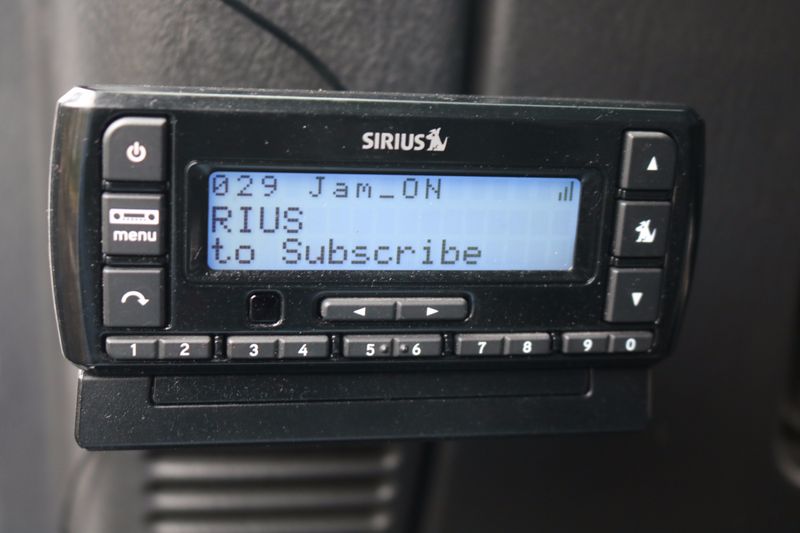 SIRIUS
029 Jam_ON
RIUS
to Subscribe
menu
1 2 3 4 5 6 7 8 9 0